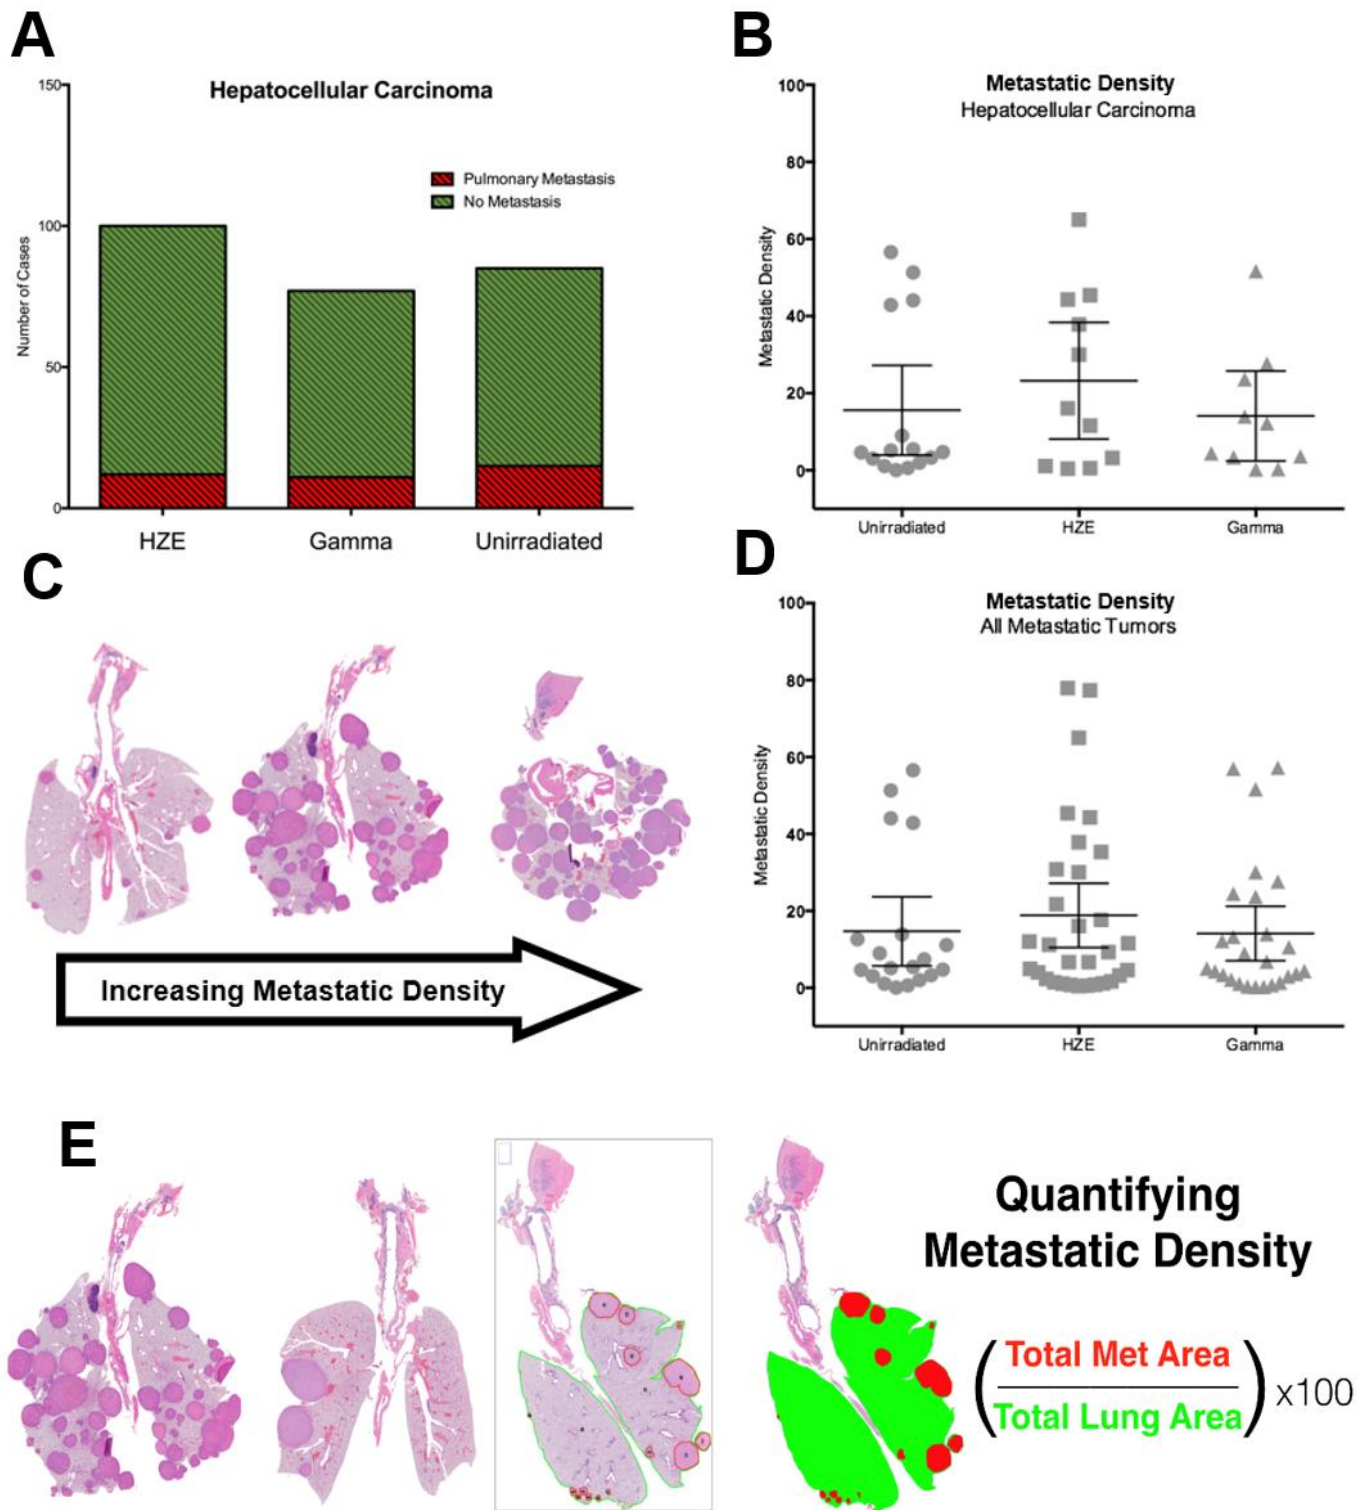 A
Hepatocellular Carcinoma
150
100
50
0
Number of Cases
Pulmonary Metastasis
No Metastasis
HZE Gamma Unirradiated
B
Metastatic Density
Hepatocellular Carcinoma
100
80
60
40
20
0
Metastatic Density
Unirradiated HZE Gamma
C
Increasing Metastatic Density
D
Metastatic Density
All Metastatic Tumors
100
80
60
40
20
0
Metastatic Density
Unirradiated HZE Gamma
E
Quantifying
Metastatic Density
(Total Met Area
Total Lung Area) x100